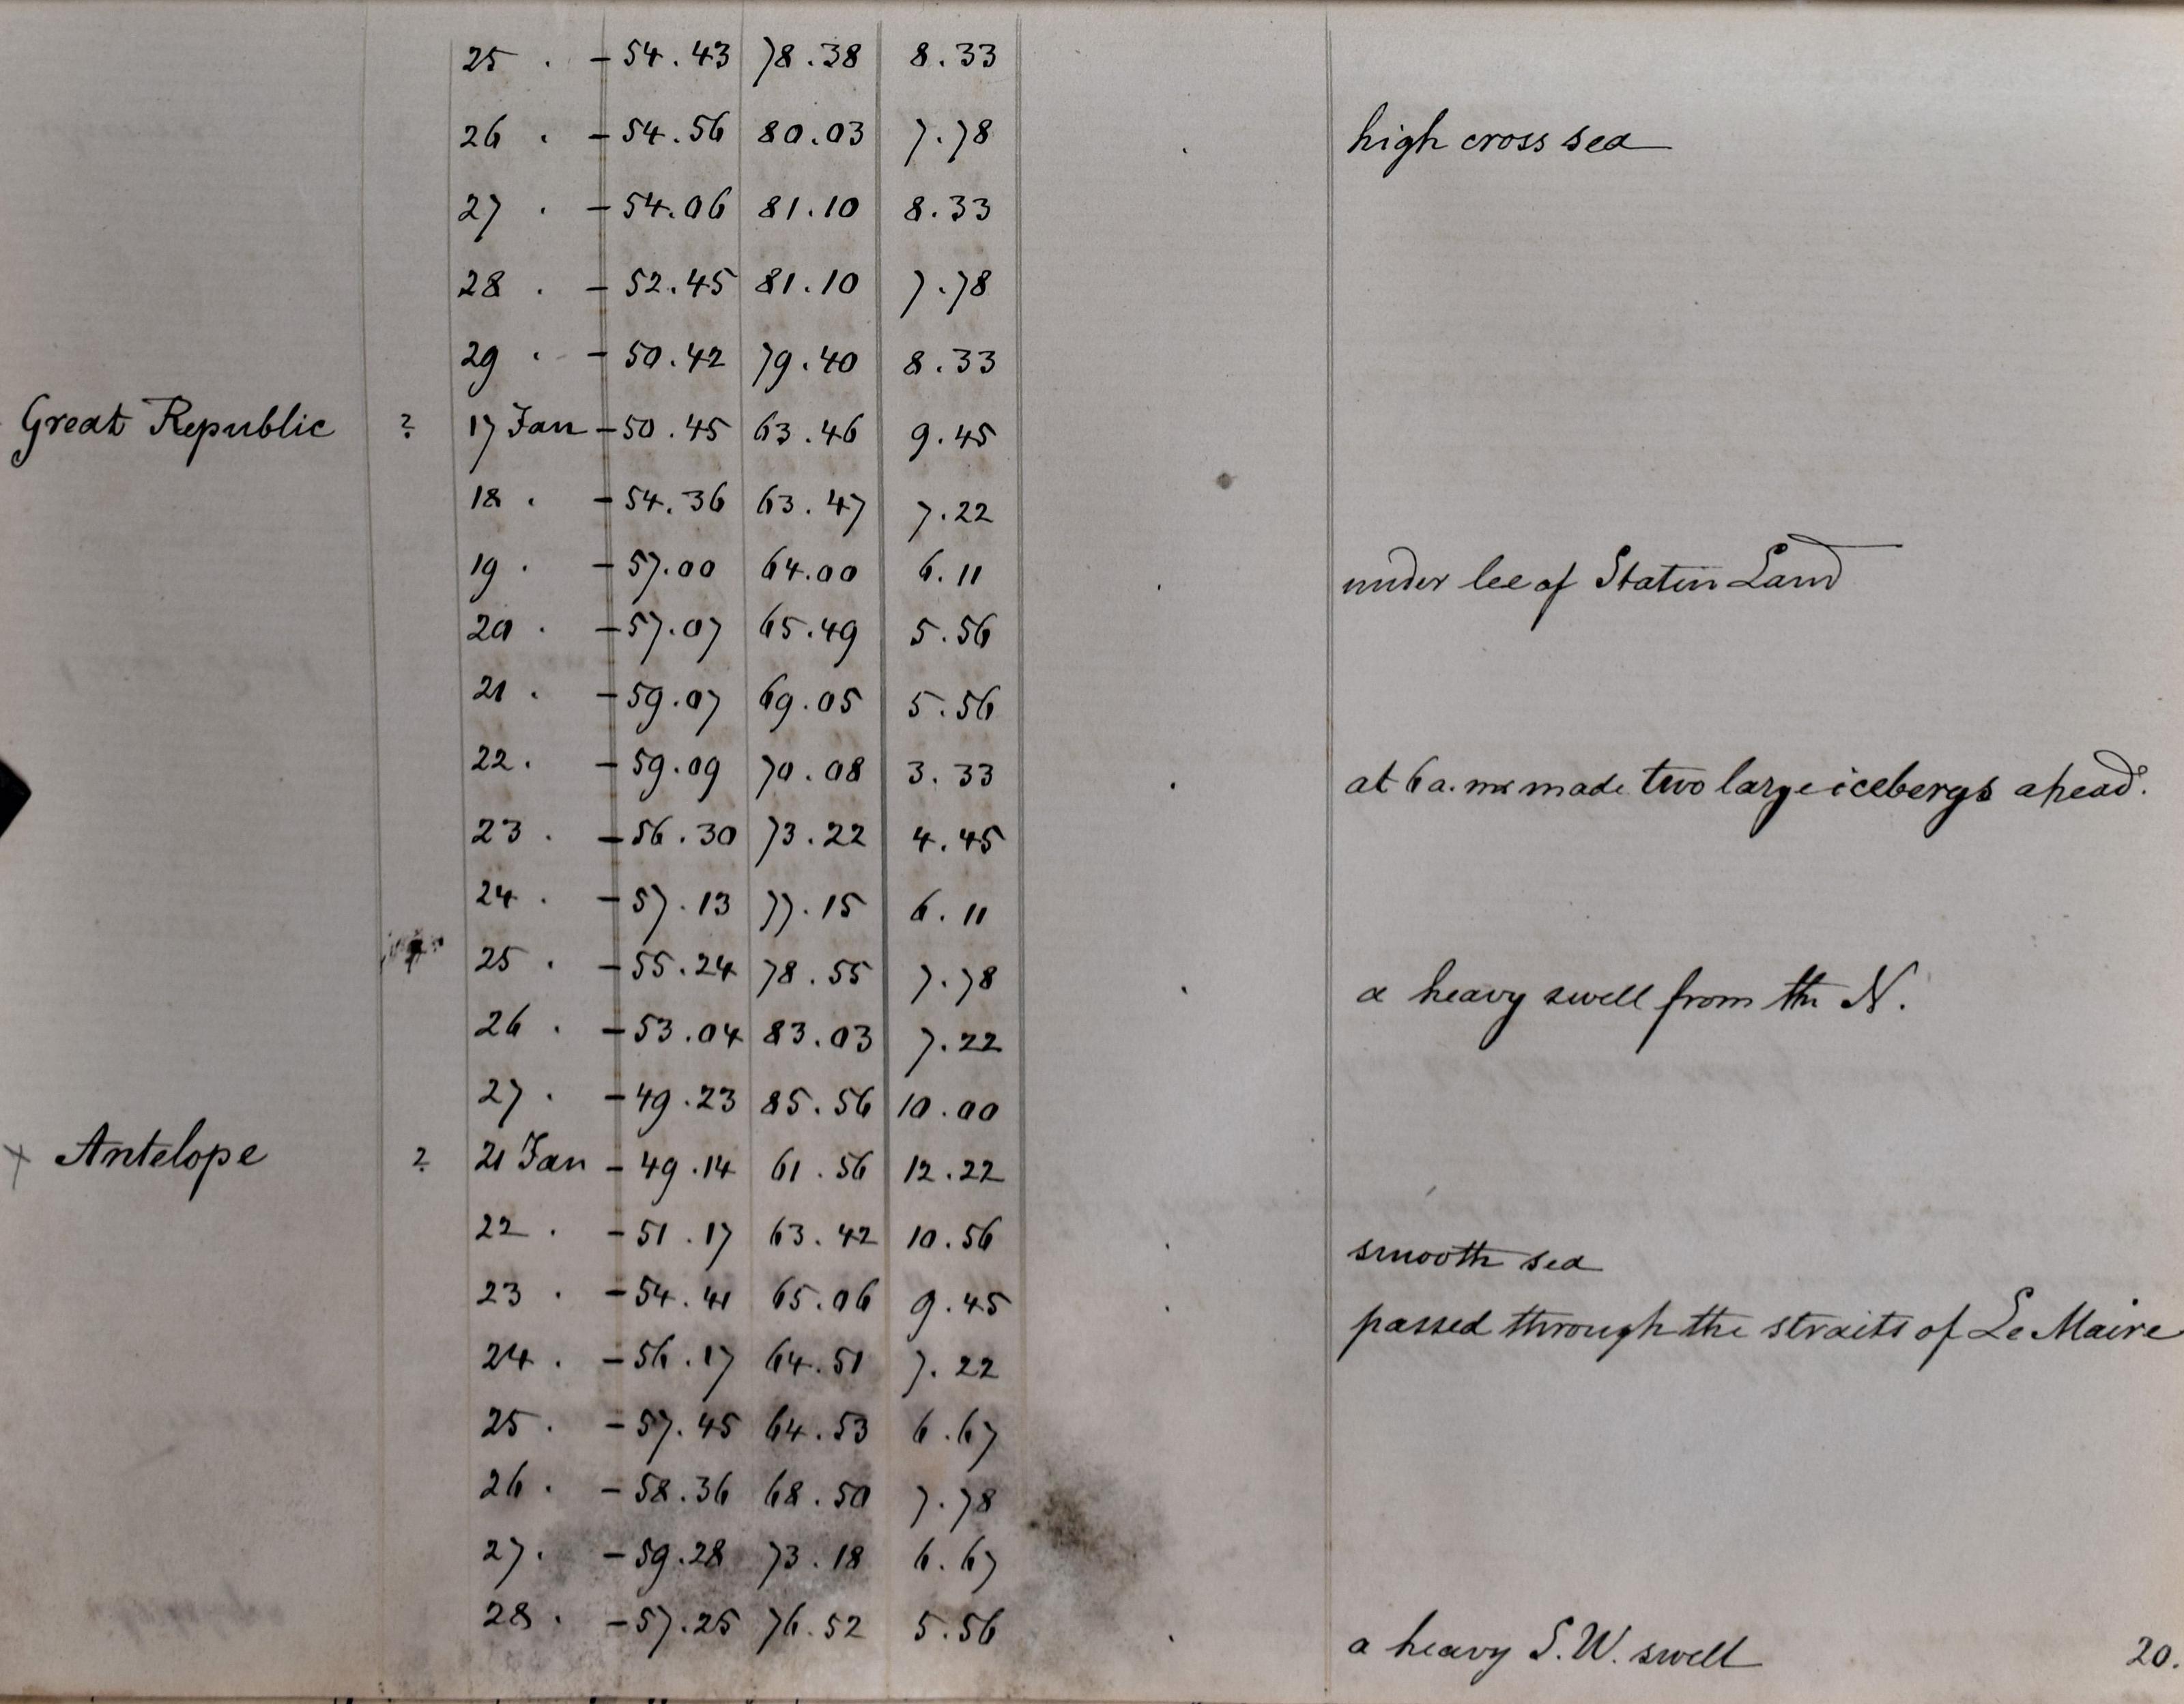 25 . - 54.43 78.38 8.33
26 . - 54.56 80.03 7.78 high cross sea
27 . - 54.06 81.10 8.33
28 . - 52.45 81.10 7.78
29 . - 50.42 79.40 8.33
Great Republic ? 17 Jan - 50.45 63.46 9.45
18 . - 54.36 63.47 7.22
19 . - 57.00 64.00 6.11 under lee of Staten Land
20 . - 57.07 65.49 5.56
21 . - 59.07 69.05 5.56
22 . - 59.09 70.08 3.33 at 6 a.m. made two large icebergs ahead.
23 . - 56.30 73.22 4.45
24 . - 57.13 77.15 6.11
25 . - 55.24 78.55 7.78 a heavy swell from the N.
26 . - 53.04 83.03 7.22
27 . - 49.23 85.56 10.00
x Antelope ? 21 Jan - 49.14 61.56 12.22
22 . - 51.17 63.42 10.56 smooth sea
23 . - 54.41 65.06 9.45 passed through the straits of Le Maire
24 . - 56.17 64.51 7.22
25 . - 57.45 64.53 6.67
26 . - 58.36 68.50 7.78
27 . - 59.28 73.18 6.67
28 . - 57.25 76.52 5.56 a heavy S.W. swell 20.